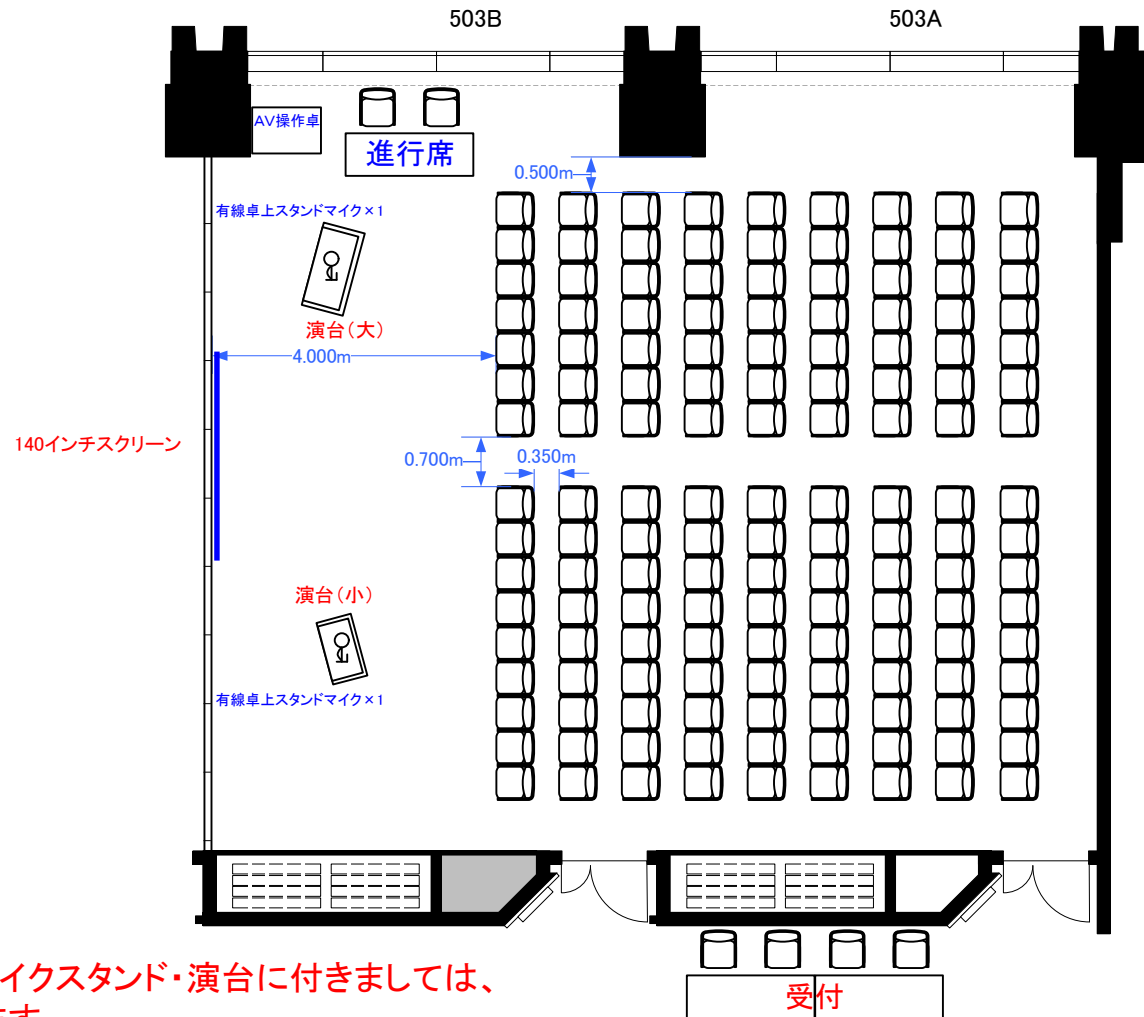 503B
503A
AV操作卓
進行席
0.500m
有線卓上スタンドマイク×1
演台(大)
4.000m
140インチスクリーン
0.700m
0.350m
演台(小)
有線卓上スタンドマイク×1
イクスタンド・演台に付きましては、
受付